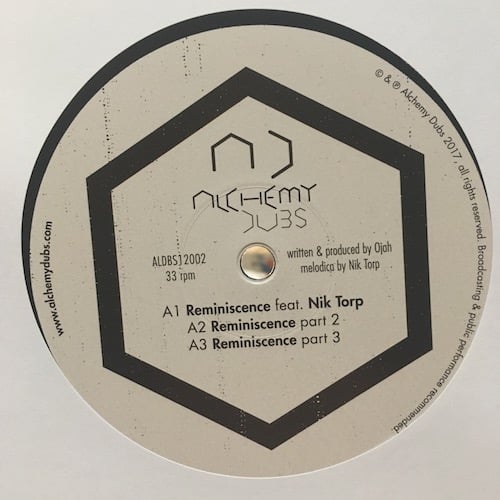 ALCHEMY
DUBS
ALDBS12002
33 rpm
written & produced by Ojah
melodica by Nik Torp
A1 Reminiscence feat. Nik Torp
A2 Reminiscence part 2
A3 Reminiscence part 3
www.alchemydubs.com
© & ℗ Alchemy Dubs 2017, all rights reserved. Broadcasting & public performance recommended.